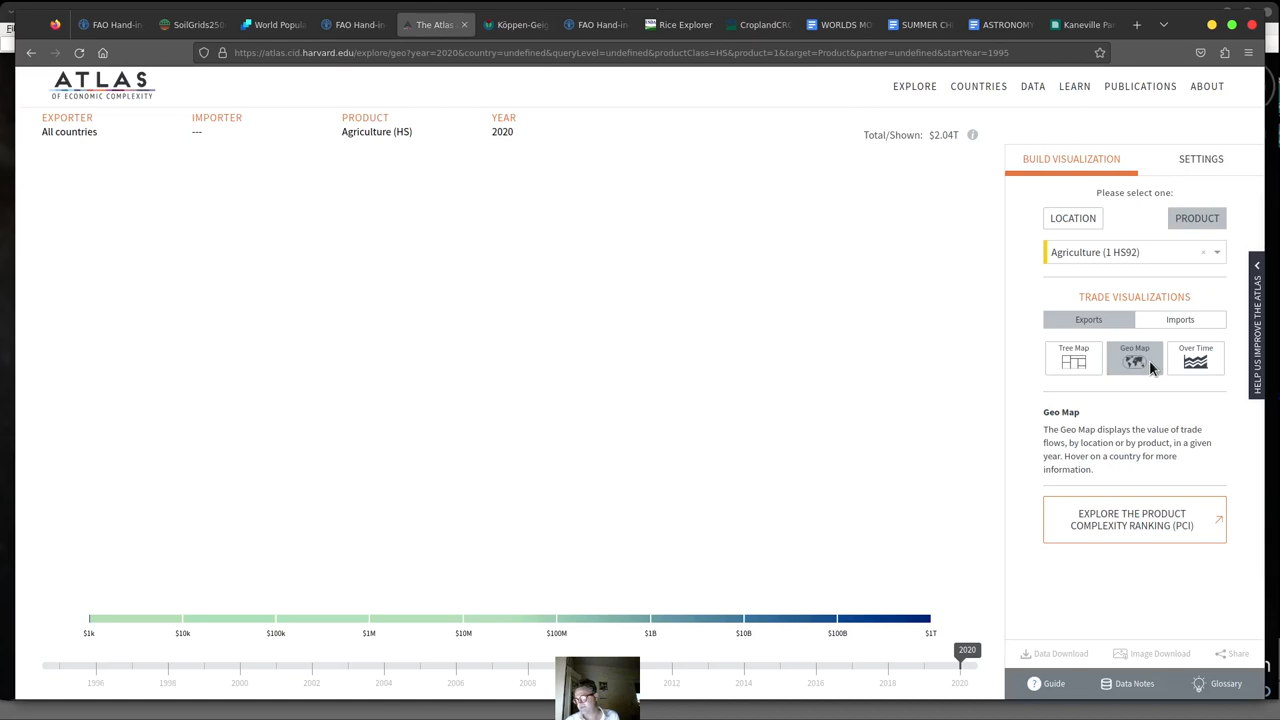 FAO Hand-in-
SoilGrids250
World Popula
FAO Hand-in-
The Atlas
Köppen-Geig
FAO Hand-in-
Rice Explore
CroplandCRO
WORLDS MO
SUMMER CH
ASTRONOMY
Kaneville Pa
https://atlas.cid.harvard.edu/explore/geo?year=2020&country=undefined&queryLevel=undefined&productClass=HS&product=1&target=Product&partner=undefined&startYear=1995
ATLAS
OF ECONOMIC COMPLEXITY
EXPLORE COUNTRIES DATA LEARN PUBLICATIONS ABOUT
EXPORTER IMPORTER PRODUCT YEAR
All countries --- Agriculture (HS) 2020
Total/Shown: $2.04T
BUILD VISUALIZATION SETTINGS
Please select one:
LOCATION PRODUCT
Agriculture (1 HS92)
TRADE VISUALIZATIONS
Exports Imports
Tree Map Geo Map Over Time
Geo Map
The Geo Map displays the value of trade
flows, by location or by product, in a given
year. Hover on a country for more
information.
EXPLORE THE PRODUCT
COMPLEXITY RANKING (PCI)
HELP US IMPROVE THE ATLAS
$1k $10k $100k $1M $10M $100M $1B $10B $100B $1T
2020
1996 1998 2000 2002 2004 2006 2008 2012 2014 2016 2018 2020
Data Download Image Download Share
Guide Data Notes Glossary